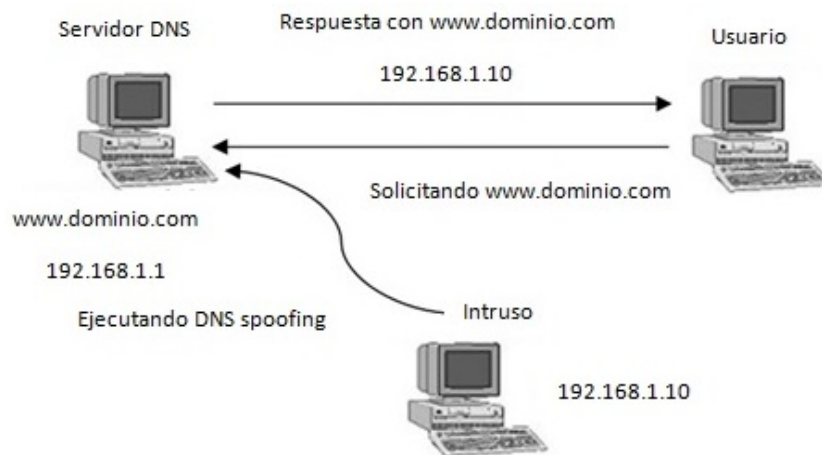 Servidor DNS
Respuesta con www.dominio.com
Usuario
192.168.1.10
Solicitando www.dominio.com
www.dominio.com
192.168.1.1
Ejecutando DNS spoofing
Intruso
192.168.1.10